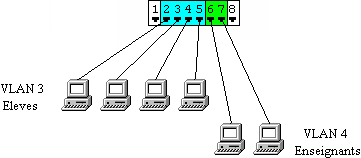 1 2 3 4 5 6 7 8
VLAN 3
Eleves
VLAN 4
Enseignants